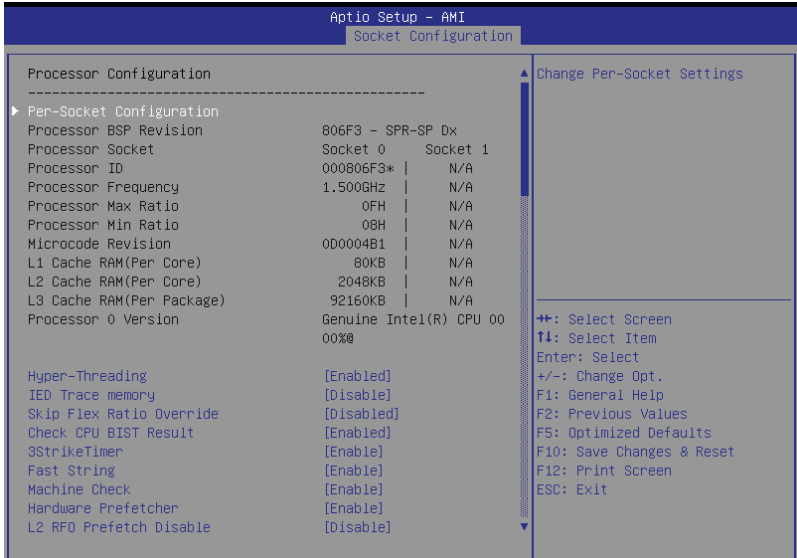 Aptio Setup - AMI
Socket Configuration
Processor Configuration
-------------------------------------------------
Per-Socket Configuration
Processor BSP Revision 806F3 - SPR-SP Dx
Processor Socket Socket 0 Socket 1
Processor ID 000806F3* | N/A
Processor Frequency 1.500GHz | N/A
Processor Max Ratio 0FH | N/A
Processor Min Ratio 08H | N/A
Microcode Revision 0D0004B1 | N/A
L1 Cache RAM(Per Core) 80KB | N/A
L2 Cache RAM(Per Core) 2048KB | N/A
L3 Cache RAM(Per Package) 92160KB | N/A
Processor 0 Version Genuine Intel(R) CPU 00
00%@
Hyper-Threading [Enabled]
IED Trace memory [Disable]
Skip Flex Ratio Override [Disabled]
Check CPU BIST Result [Enabled]
3StrikeTimer [Enable]
Fast String [Enable]
Machine Check [Enable]
Hardware Prefetcher [Enable]
L2 RFO Prefetch Disable [Disable]
Change Per-Socket Settings
→←: Select Screen
↑↓: Select Item
Enter: Select
+/-: Change Opt.
F1: General Help
F2: Previous Values
F5: Optimized Defaults
F10: Save Changes & Reset
F12: Print Screen
ESC: Exit